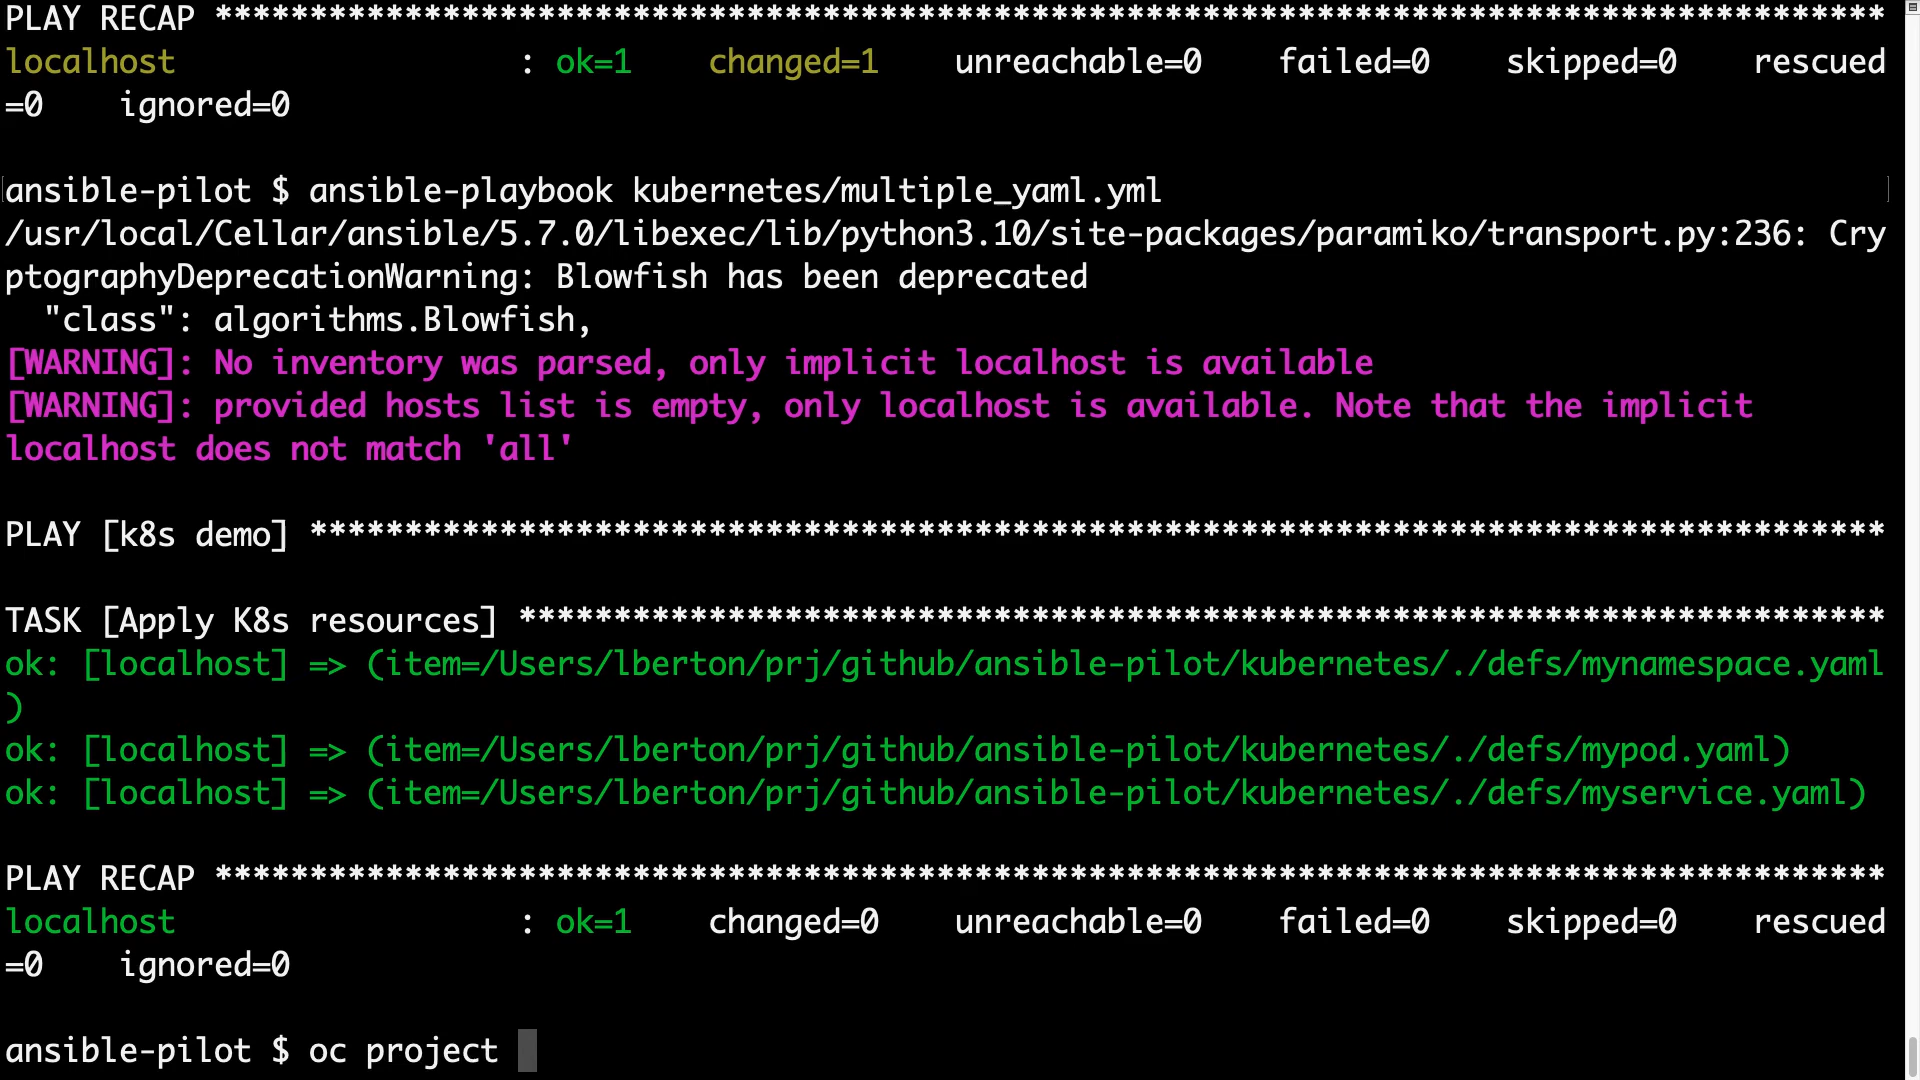 PLAY RECAP ****************************************************************************************
localhost                  : ok=1    changed=1    unreachable=0    failed=0    skipped=0    rescued
=0    ignored=0
ansible-pilot $ ansible-playbook kubernetes/multiple_yaml.yml
/usr/local/Cellar/ansible/5.7.0/libexec/lib/python3.10/site-packages/paramiko/transport.py:236: Cry
ptographyDeprecationWarning: Blowfish has been deprecated
  "class": algorithms.Blowfish,
[WARNING]: No inventory was parsed, only implicit localhost is available
[WARNING]: provided hosts list is empty, only localhost is available. Note that the implicit
localhost does not match 'all'
PLAY [k8s demo] ***********************************************************************************
TASK [Apply K8s resources] ************************************************************************
ok: [localhost] => (item=/Users/lberton/prj/github/ansible-pilot/kubernetes/./defs/mynamespace.yaml
)
ok: [localhost] => (item=/Users/lberton/prj/github/ansible-pilot/kubernetes/./defs/mypod.yaml)
ok: [localhost] => (item=/Users/lberton/prj/github/ansible-pilot/kubernetes/./defs/myservice.yaml)
PLAY RECAP ****************************************************************************************
localhost                  : ok=1    changed=0    unreachable=0    failed=0    skipped=0    rescued
=0    ignored=0
ansible-pilot $ oc project